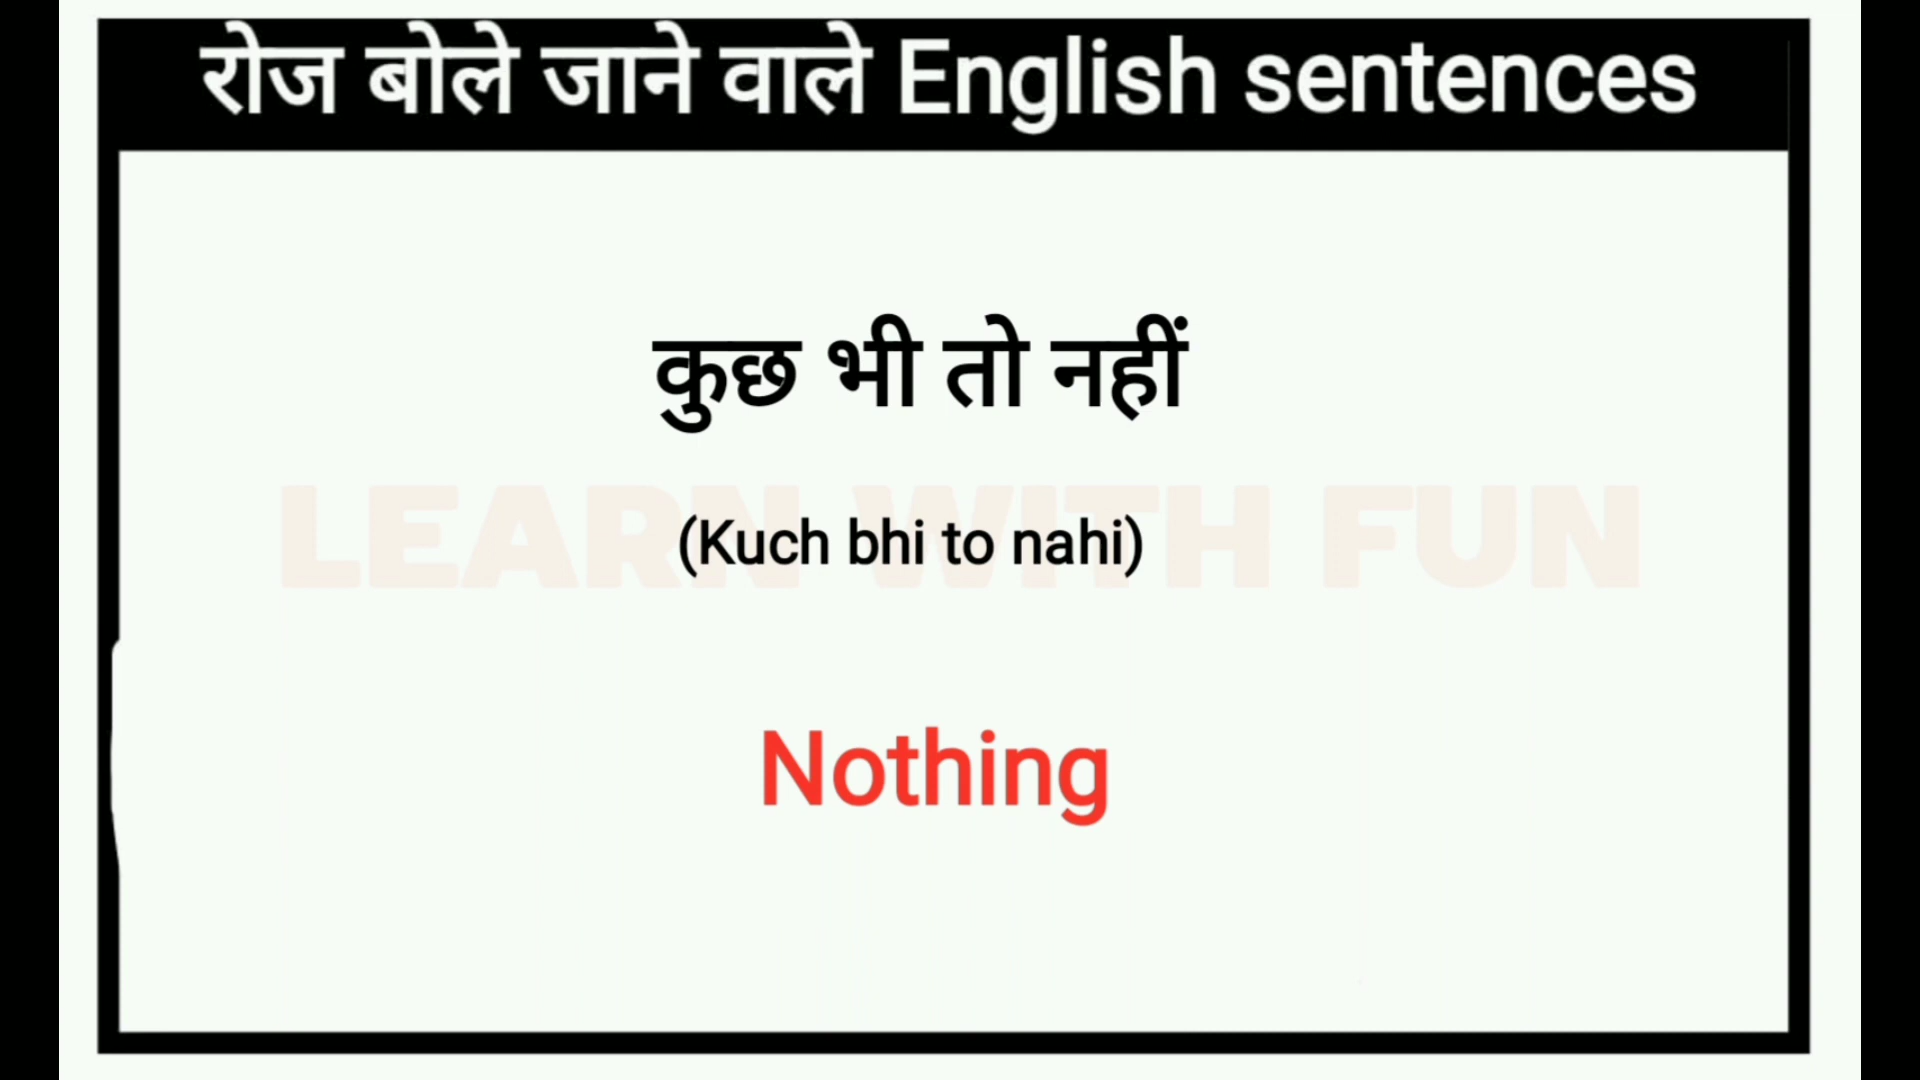 रोज बोले जाने वाले English sentences
कुछ भी तो नहीं
LEARN WITH FUN
(Kuch bhi to nahi)
Nothing